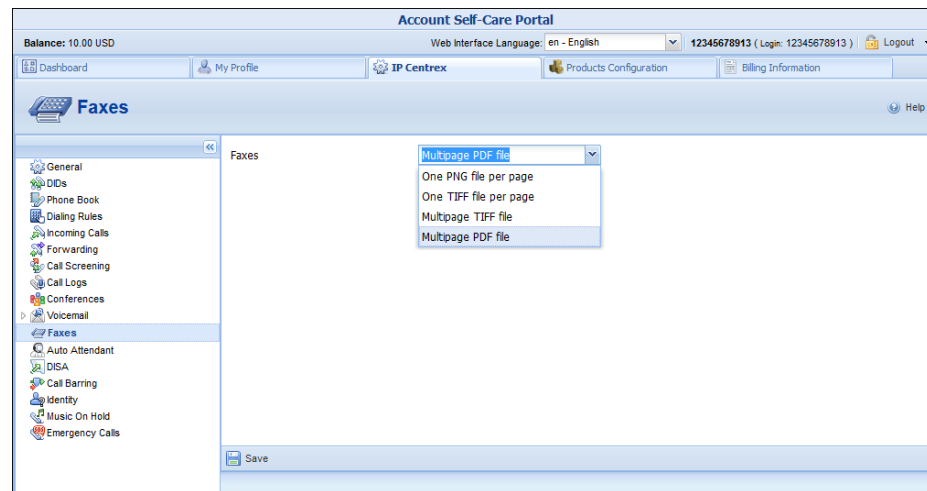 Account Self-Care Portal
Balance: 10.00 USD Web Interface Language: en - English 12345678913 ( Login: 12345678913 ) Logout
Dashboard My Profile IP Centrex Products Configuration Billing Information
Faxes Help
Faxes Multipage PDF file
One PNG file per page
One TIFF file per page
Multipage TIFF file
Multipage PDF file
General
DIDs
Phone Book
Dialing Rules
Incoming Calls
Forwarding
Call Screening
Call Logs
Conferences
Voicemail
Faxes
Auto Attendant
DISA
Call Barring
Identity
Music On Hold
Emergency Calls
Save